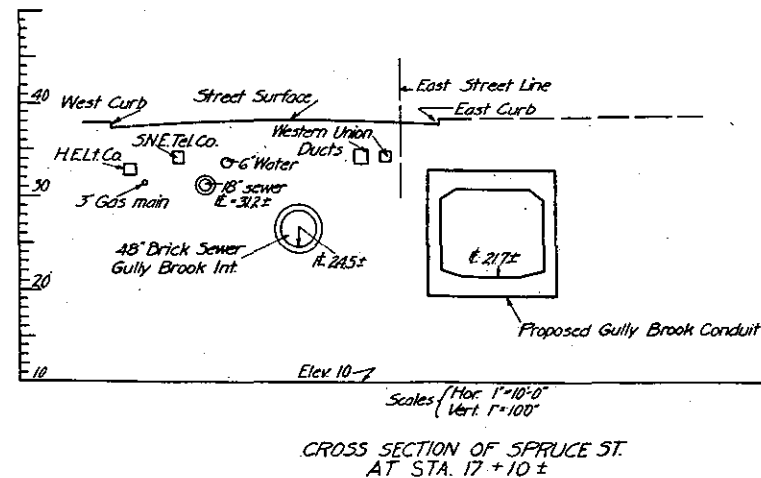 40
30
20
10
West Curb
Street Surface
East Street Line
East Curb
S.N.E. Tel. Co.
Western Union
Ducts
H.E.Lt. Co.
6" Water
3" Gas main
18" sewer
℄=31.2±
48" Brick Sewer
Gully Brook Int.
℄ 24.5±
℄ 21.7±
Proposed Gully Brook Conduit
Elev. 10
Scales { Hor. 1"=10'-0"
Vert. 1"=10'0"
CROSS SECTION OF SPRUCE ST.
AT STA. 17+10 ±